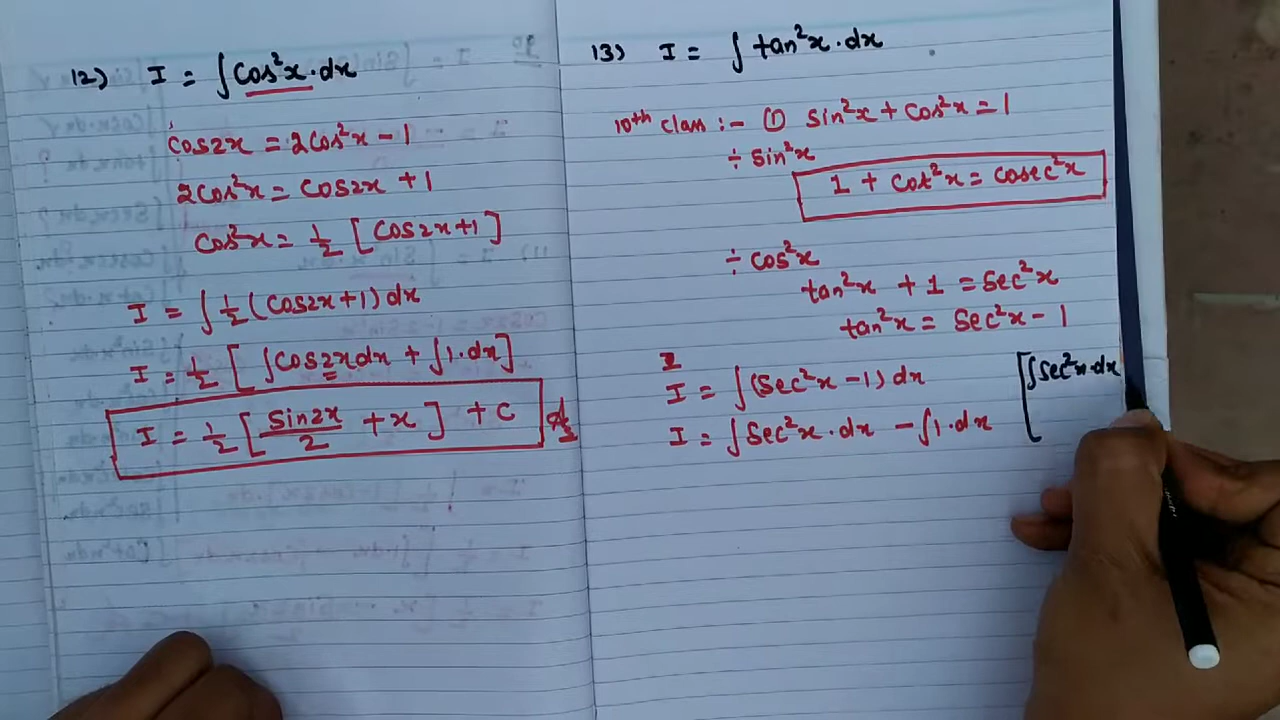 12) I = ∫cos²x·dx
cos2x = 2cos²x − 1
2cos²x = cos2x + 1
cos²x = 1/2 [cos2x+1]
I = ∫1/2 (cos2x+1) dx
I = 1/2 [∫cos2xdx + ∫1·dx]
I = 1/2 [sin2x/2 + x] + c
13) I = ∫tan²x·dx
10th class :- ① sin²x + cos²x = 1
÷ sin²x
1 + cot²x = cosec²x
÷ cos²x
tan²x + 1 = sec²x
tan²x = sec²x − 1
I
I = ∫(sec²x − 1) dx
I = ∫sec²x·dx − ∫1·dx
[∫sec²x·dx